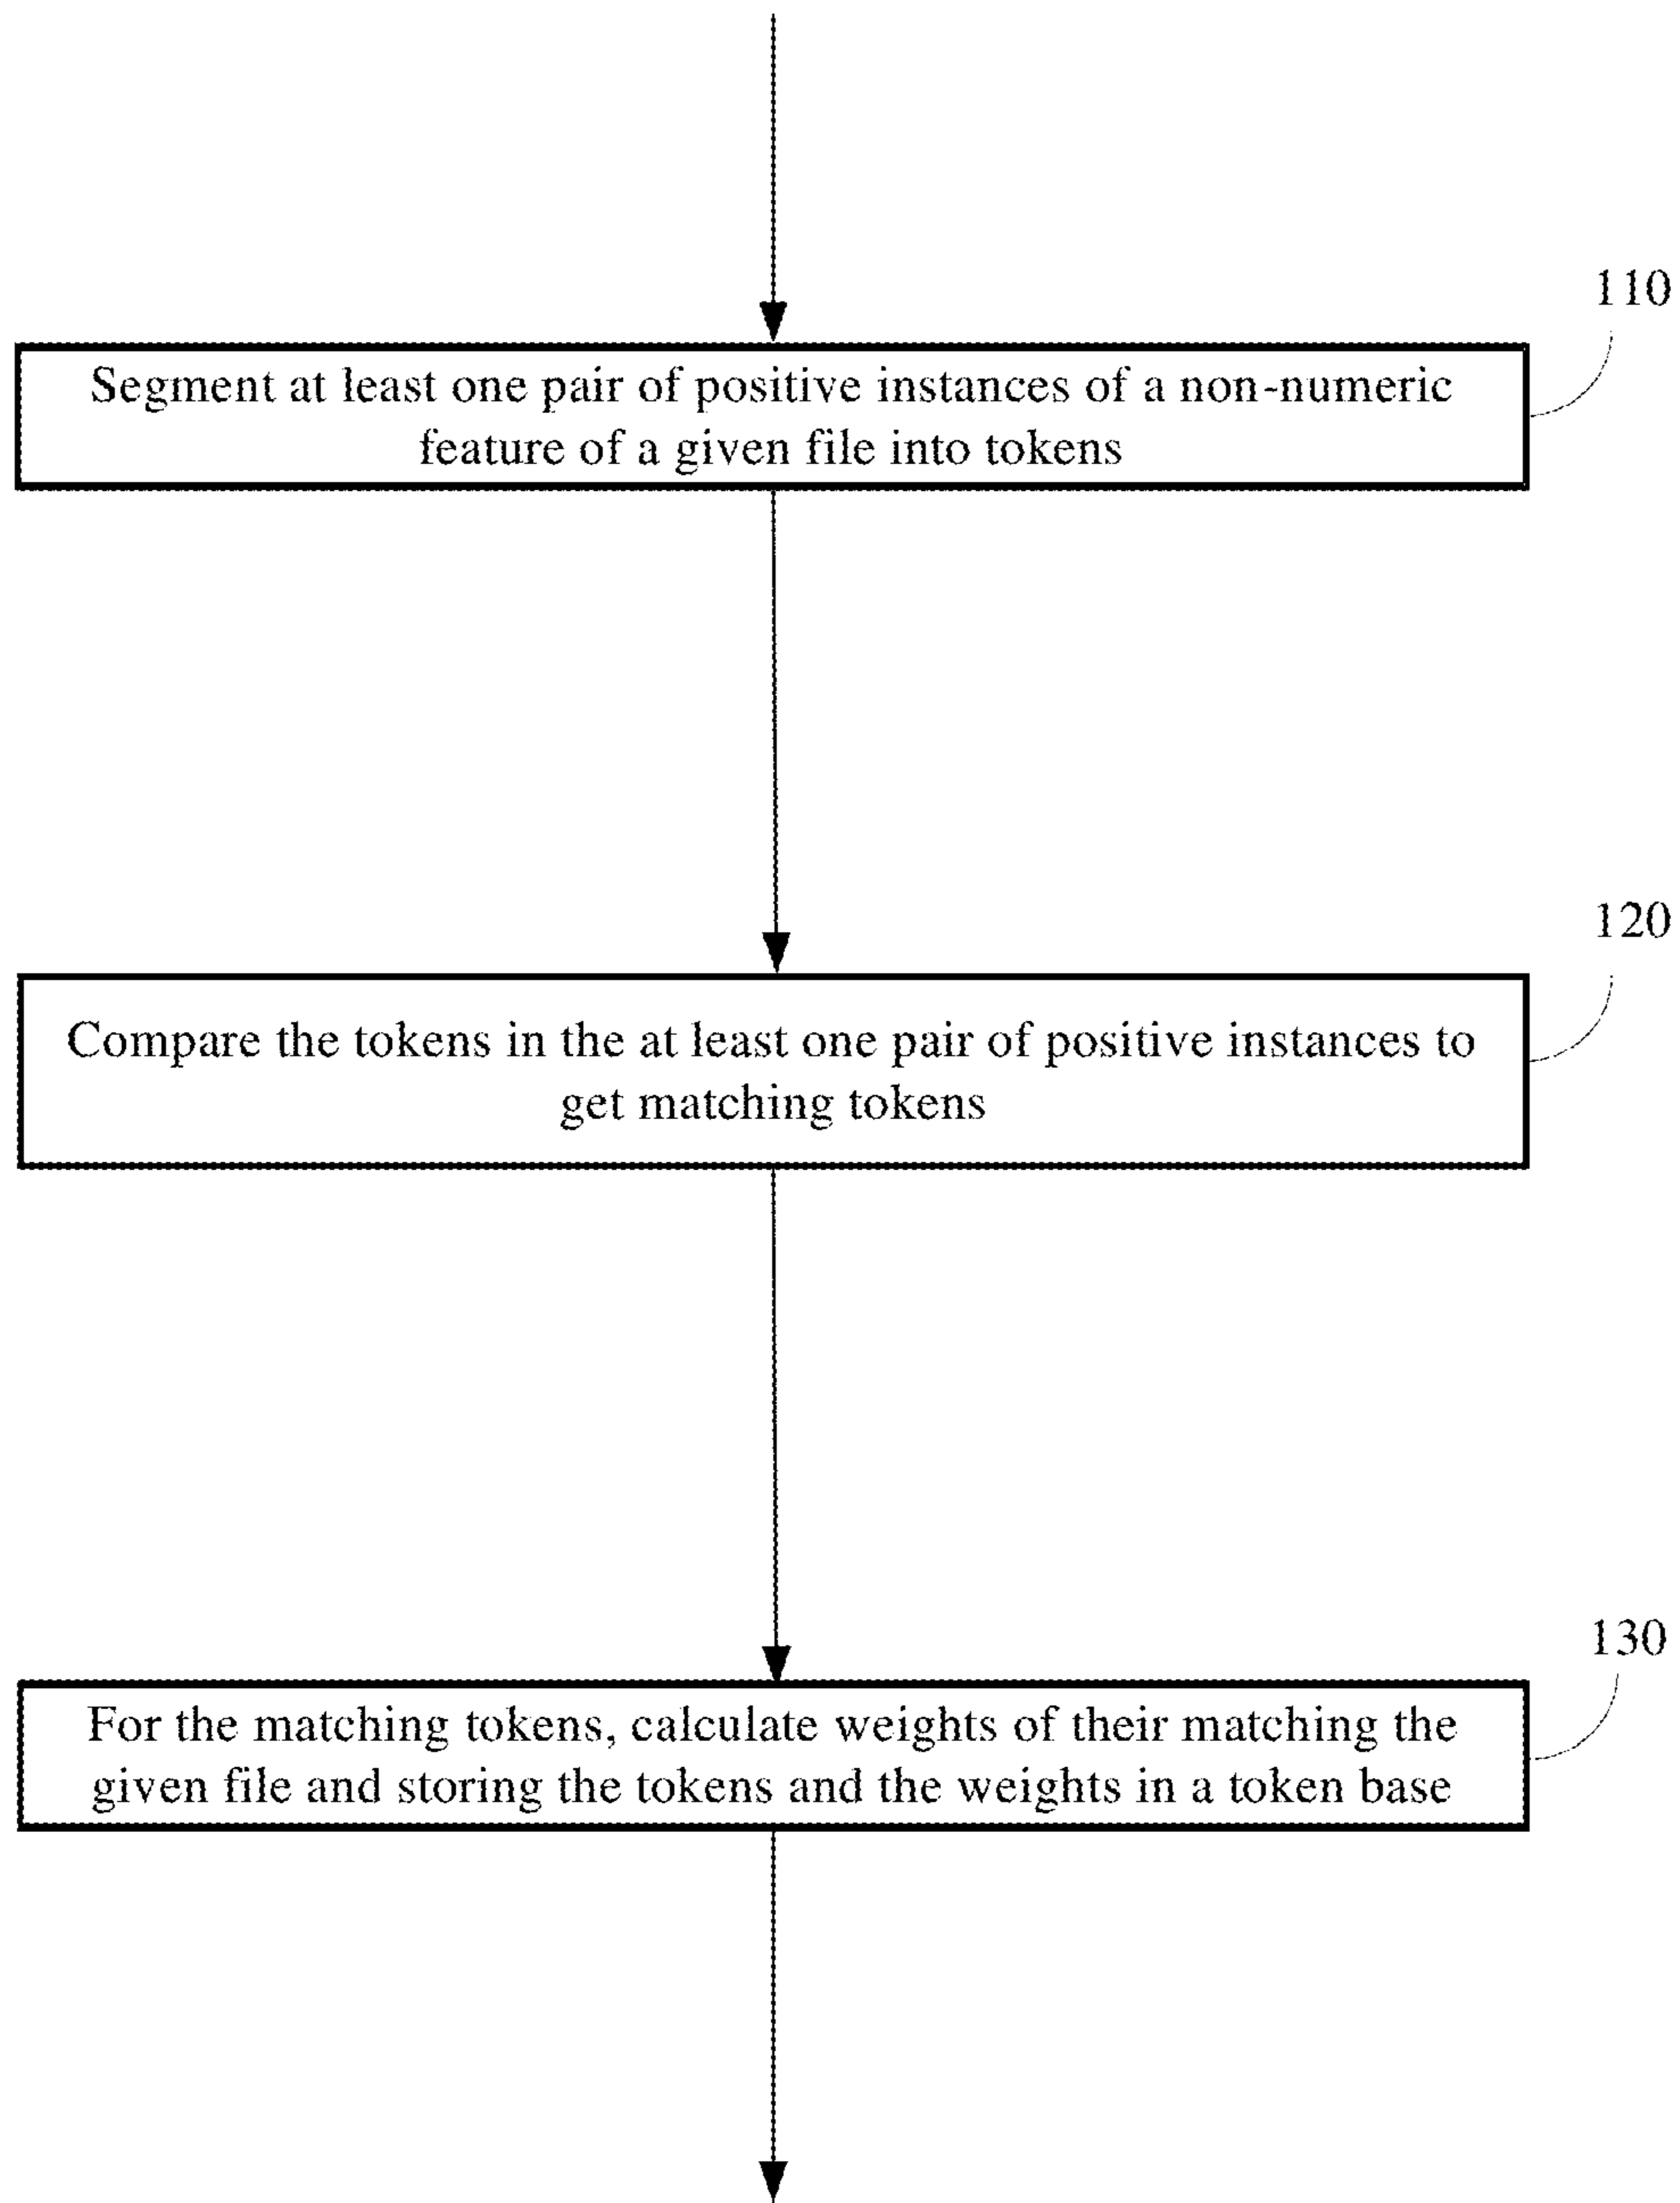 110
Segment at least one pair of positive instances of a non-numeric
feature of a given file into tokens
120
Compare the tokens in the at least one pair of positive instances to
get matching tokens
130
For the matching tokens, calculate weights of their matching the
given file and storing the tokens and the weights in a token base